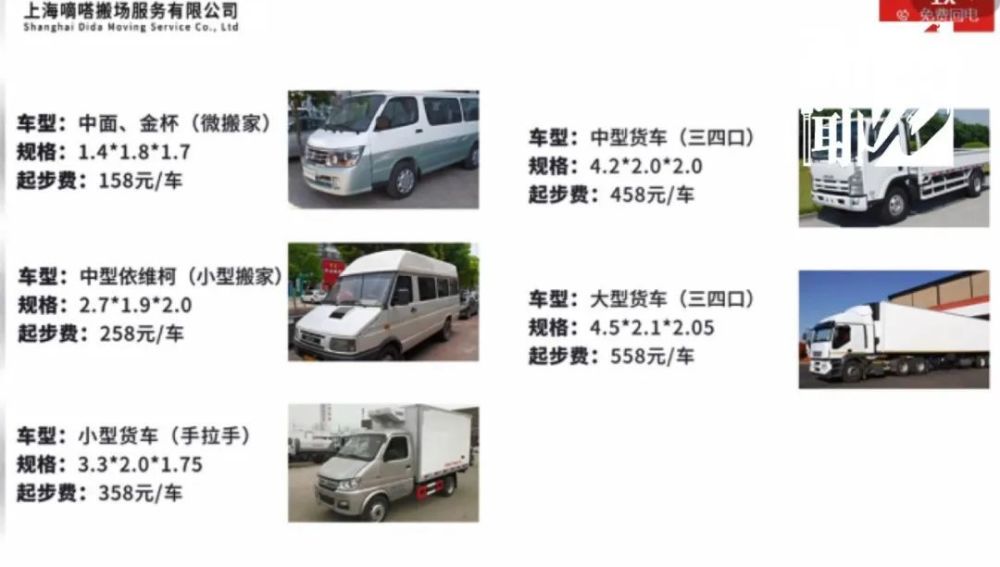 上海嘀嗒搬场服务有限公司
Shanghai Dida Moving Service Co., Ltd
免费回电
车型：中面、金杯（微搬家）
规格：1.4*1.8*1.7
起步费：158元/车
车型：中型依维柯（小型搬家）
规格：2.7*1.9*2.0
起步费：258元/车
车型：小型货车（手拉手）
规格：3.3*2.0*1.75
起步费：358元/车
车型：中型货车（三四口）
规格：4.2*2.0*2.0
起步费：458元/车
车型：大型货车（三四口）
规格：4.5*2.1*2.05
起步费：558元/车
闻